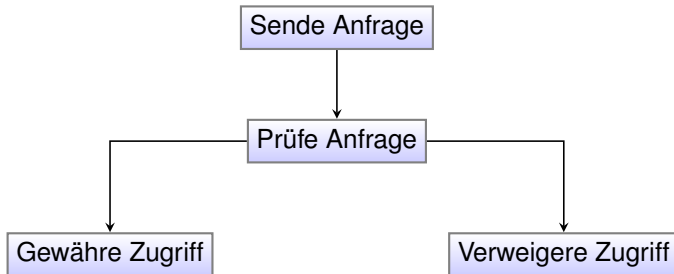 Sende Anfrage
Prüfe Anfrage
Gewähre Zugriff
Verweigere Zugriff